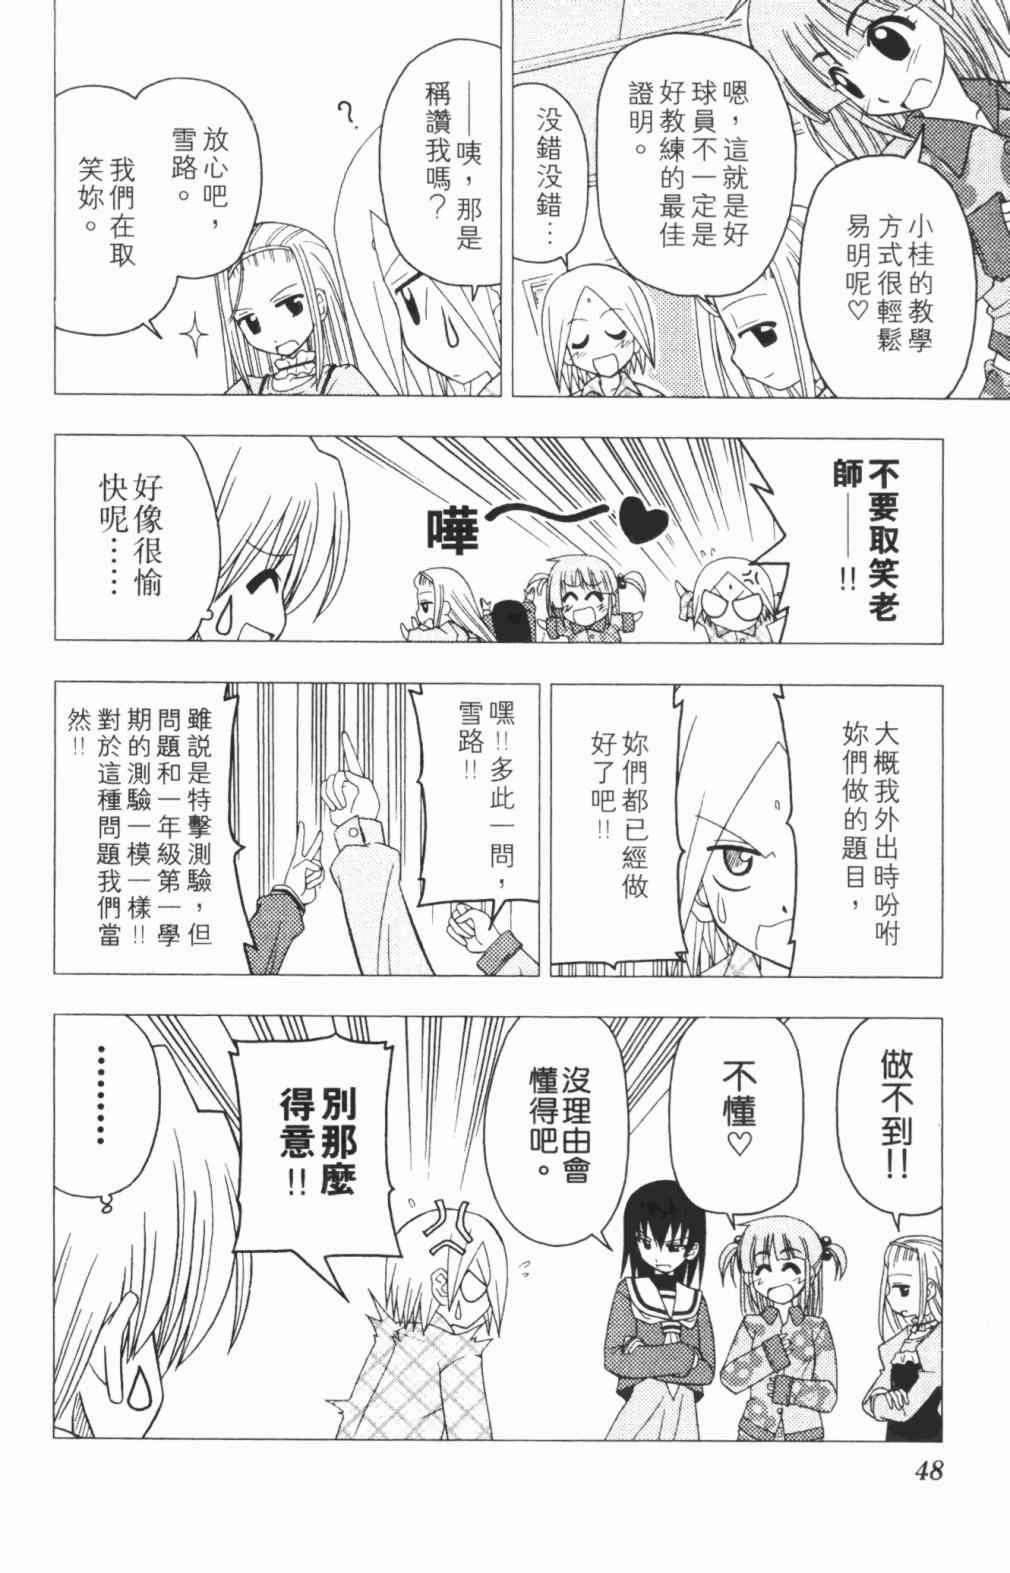 小桂的教學
方式很輕鬆
易明呢♡
嗯，這就是好
球員不一定是
好教練的最佳
證明。
沒錯沒錯…
——咦，那是
稱讚我嗎？
?
放心吧，
雪路。
我們在取
笑妳。
不要取笑老
師——!!
嘩～♥
好像很愉
快呢……
大概我外出時吩咐
妳們做的題目，
妳們都已經做
好了吧!!
嘿!!多此一問，
雪路!!
雖説是特擊測驗，但
問題和一年級第一學
期的測驗一模一樣!!
對於這種問題我們當
然!!
做不到!!
不懂♡
沒理由會
懂得吧。
別那麼
得意!!
………
48